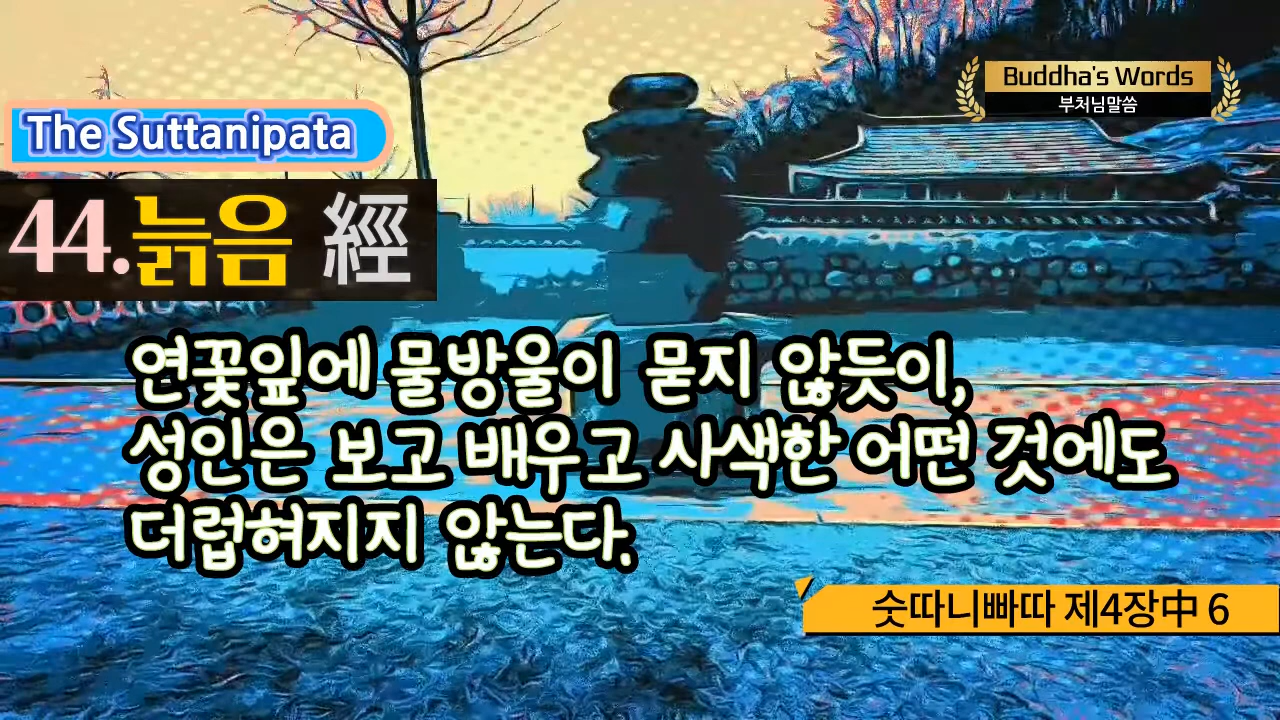 Buddha's Words
부처님말씀
The Suttanipata
44.늙음 經
연꽃잎에 물방울이 묻지 않듯이,
성인은 보고 배우고 사색한 어떤 것에도
더럽혀지지 않는다.
숫따니빠따 제4장中 6